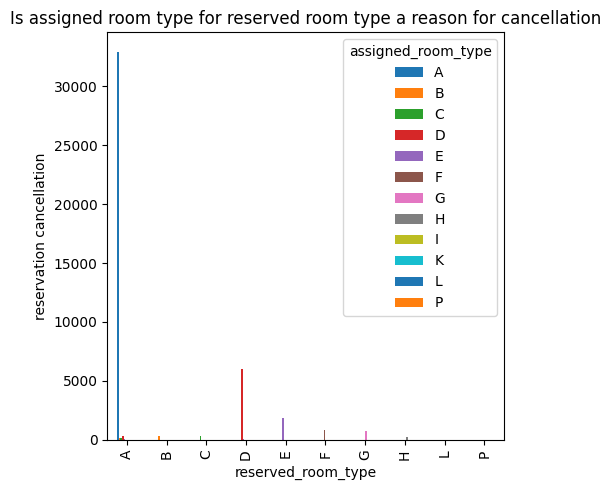 Is assigned room type for reserved room type a reason for cancellation
assigned_room_type
A
B
C
D
E
F
G
H
I
K
L
P
reservation cancellation
30000
25000
20000
15000
10000
5000
0
A B C D E F G H L P
reserved_room_type